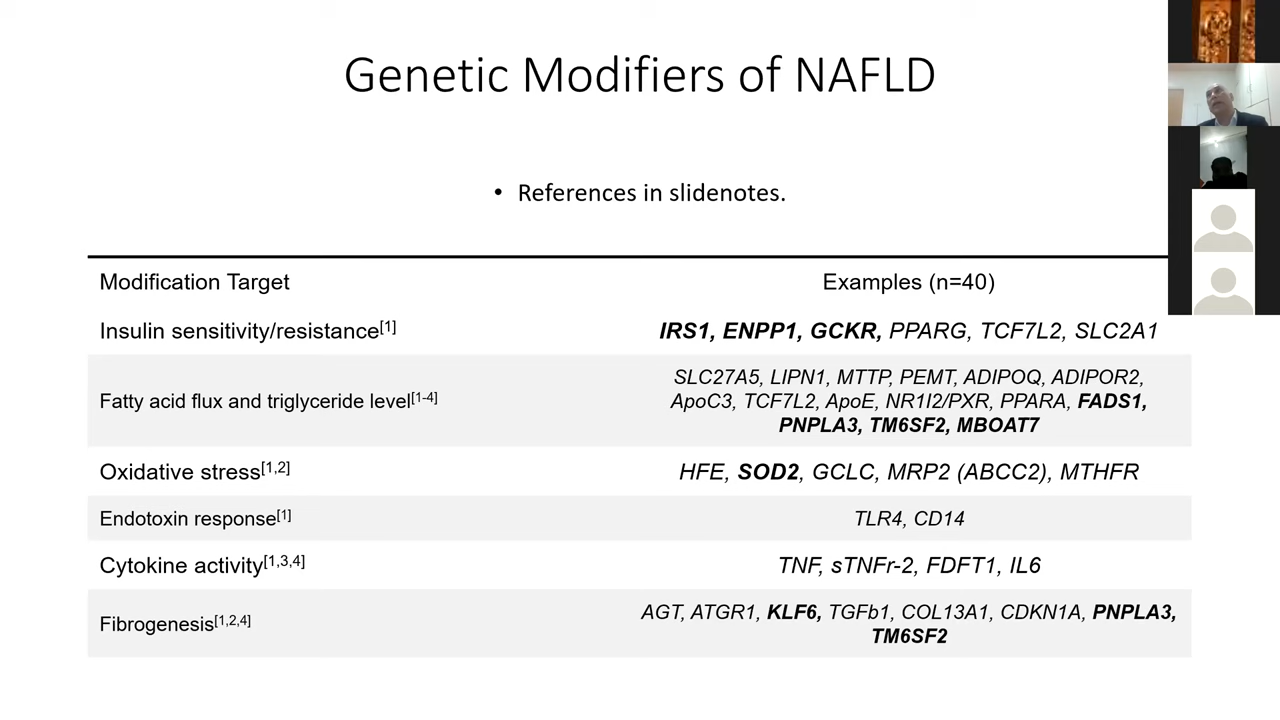 Genetic Modifiers of NAFLD
• References in slidenotes.
Modification Target Examples (n=40)
Insulin sensitivity/resistance[1] IRS1, ENPP1, GCKR, PPARG, TCF7L2, SLC2A1
Fatty acid flux and triglyceride level[1-4] SLC27A5, LIPN1, MTTP, PEMT, ADIPOQ, ADIPOR2,
ApoC3, TCF7L2, ApoE, NR1I2/PXR, PPARA, FADS1,
PNPLA3, TM6SF2, MBOAT7
Oxidative stress[1,2] HFE, SOD2, GCLC, MRP2 (ABCC2), MTHFR
Endotoxin response[1] TLR4, CD14
Cytokine activity[1,3,4] TNF, sTNFr-2, FDFT1, IL6
Fibrogenesis[1,2,4] AGT, ATGR1, KLF6, TGFb1, COL13A1, CDKN1A, PNPLA3,
TM6SF2